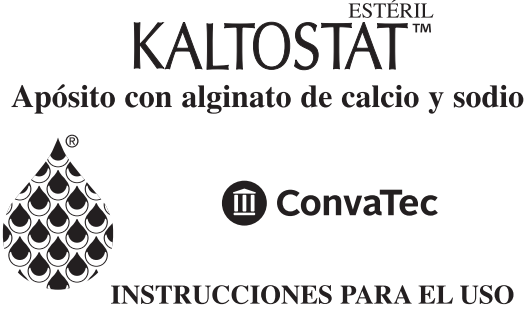 ESTÉRIL
KALTOSTAT™
Apósito con alginato de calcio y sodio
®
ConvaTec
INSTRUCCIONES PARA EL USO